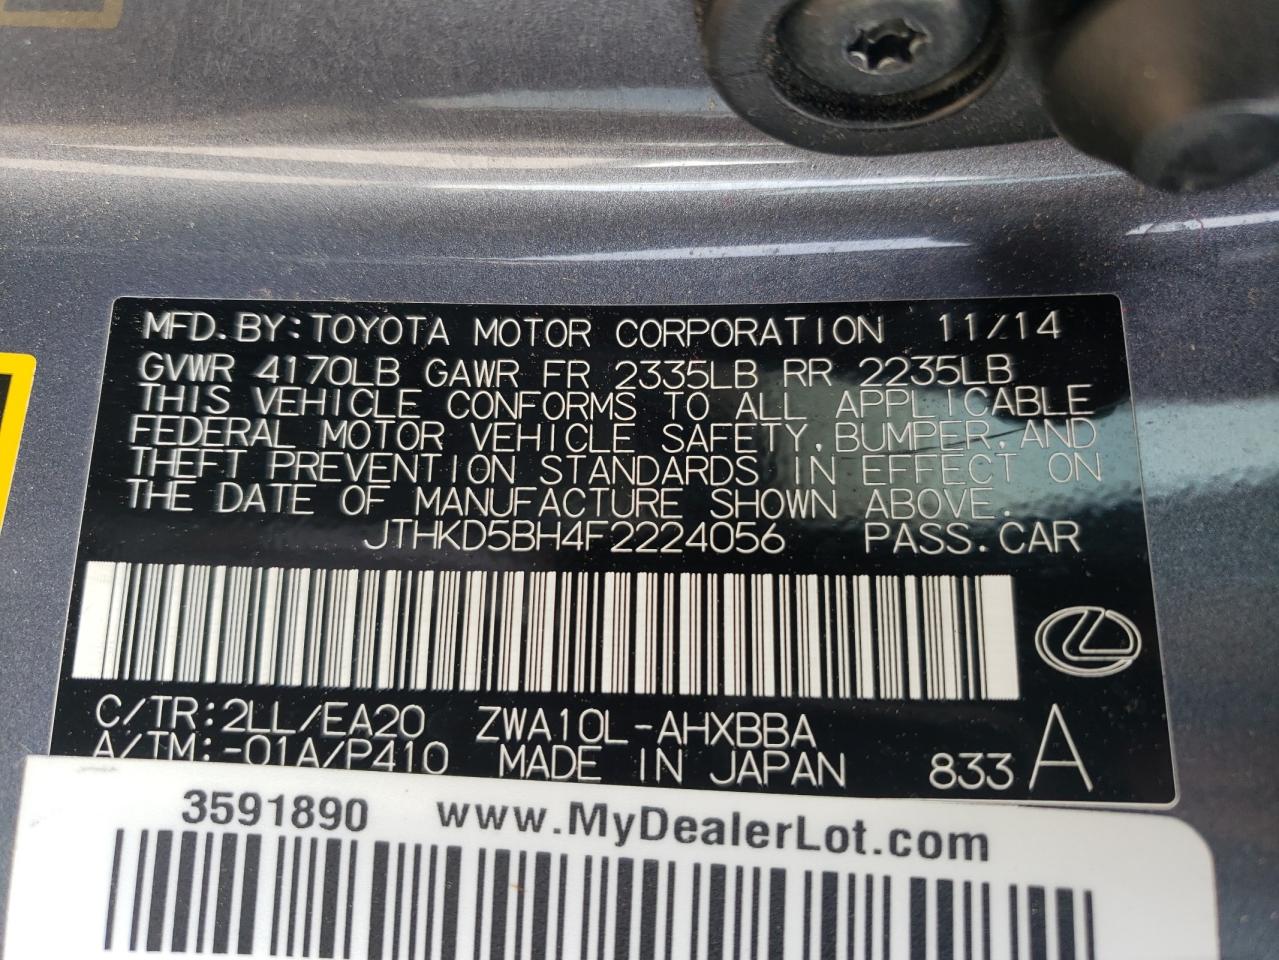 MFD.BY:TOYOTA MOTOR CORPORATION 11/14
GVWR 4170LB GAWR FR 2335LB RR 2235LB
THIS VEHICLE CONFORMS TO ALL APPLICABLE
FEDERAL MOTOR VEHICLE SAFETY,BUMPER,AND
THEFT PREVENTION STANDARDS IN EFFECT ON
THE DATE OF MANUFACTURE SHOWN ABOVE.
JTHKD5BH4F2224056 PASS.CAR
C/TR:2LL/EA20 ZWA10L-AHXBBA
A/TM:-01A/P410 MADE IN JAPAN 833 A
3591890 www.MyDealerLot.com